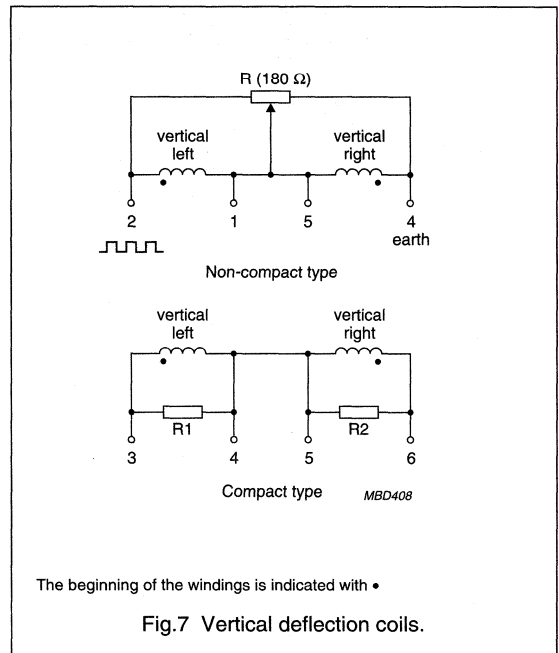 R (180 Ω)
vertical left
vertical right
2
1
5
4
earth
Non-compact type
vertical left
vertical right
R1
R2
3
4
5
6
Compact type
MBD408
The beginning of the windings is indicated with •
Fig.7 Vertical deflection coils.